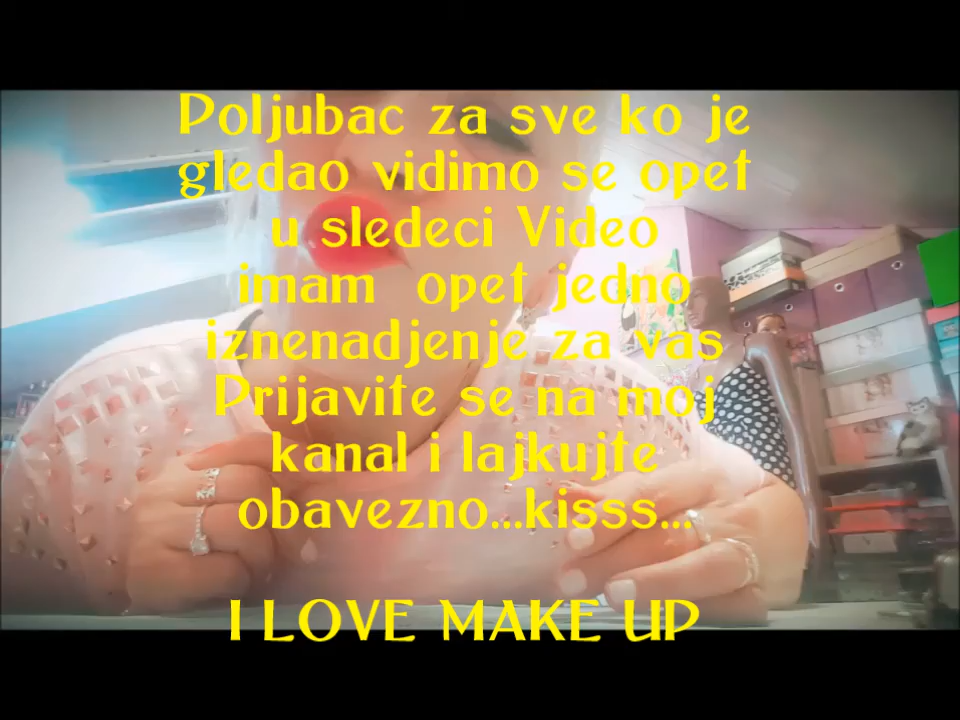 Poljubac za sve ko je
gledao vidimo se opet
u sledeci Video
imam opet jedno
iznenadjenje za vas
Prijavite se na moj
kanal i lajkujte
obavezno...kisss...
I LOVE MAKE UP